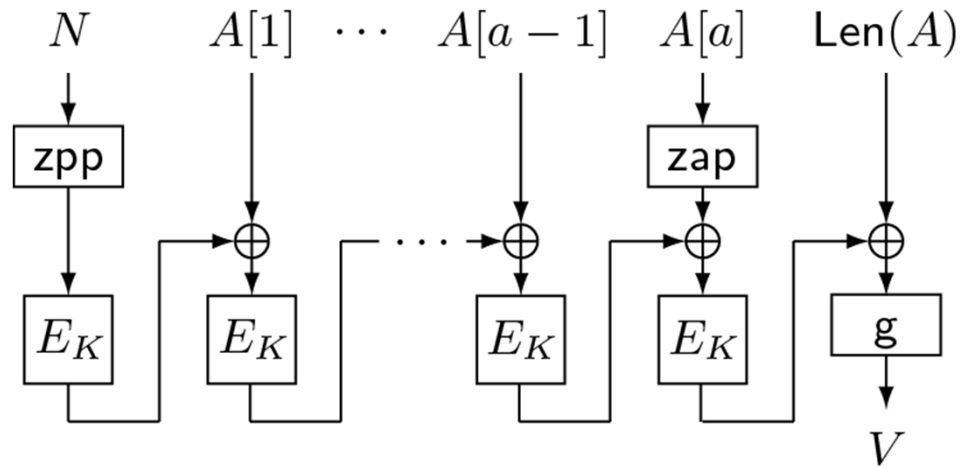 N A[1] ⋯ A[a − 1] A[a] Len(A)
zpp zap
⋯
E_K E_K E_K E_K g
V